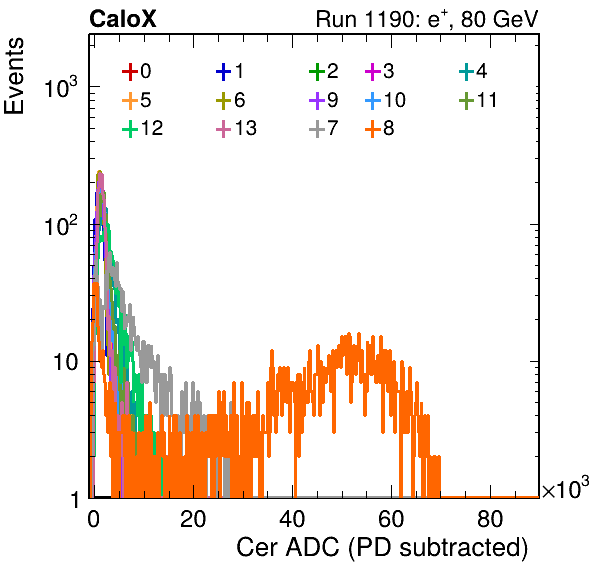 CaloX Run 1190: e⁺, 80 GeV
Events
10³
10²
10
1
0 1 2 3 4
5 6 9 10 11
12 13 7 8
0 20 40 60 80 ×10³
Cer ADC (PD subtracted)